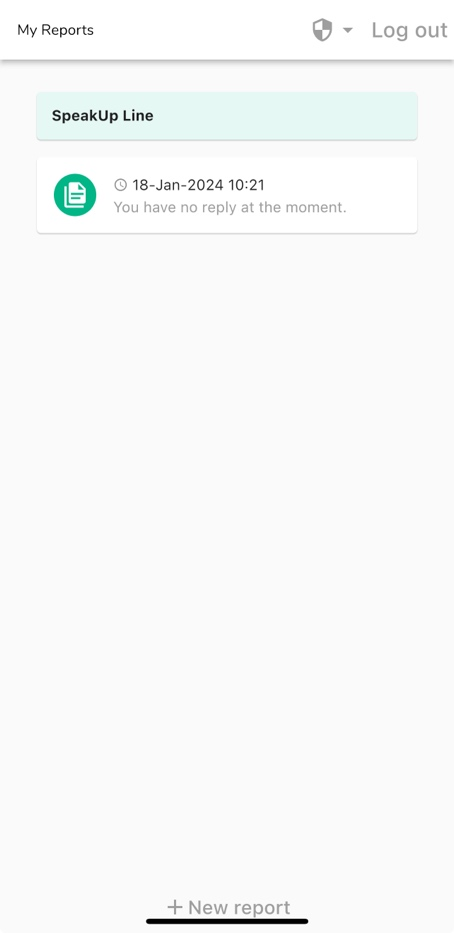 My Reports
Log out
SpeakUp Line
18-Jan-2024 10:21
You have no reply at the moment.
+ New report